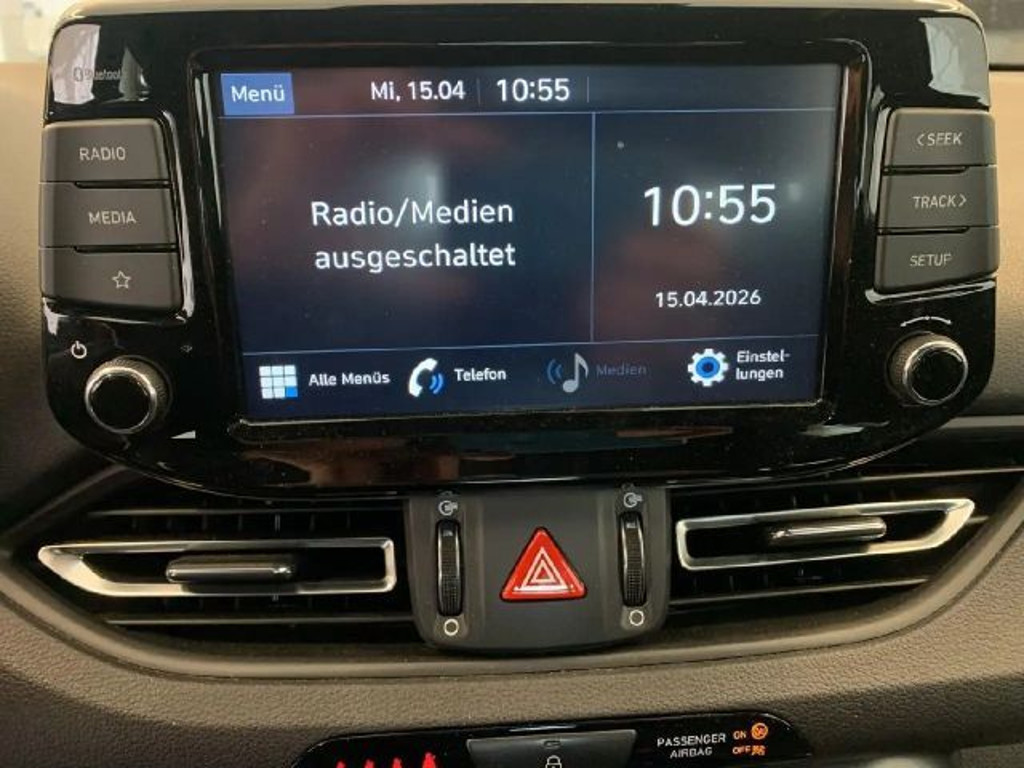 Bluetooth
Menü Mi, 15.04 10:55
RADIO
MEDIA
Radio/Medien
ausgeschaltet
10:55
15.04.2026
< SEEK
TRACK >
SETUP
Alle Menüs Telefon Medien Einstel-
lungen
PASSENGER ON
AIRBAG OFF